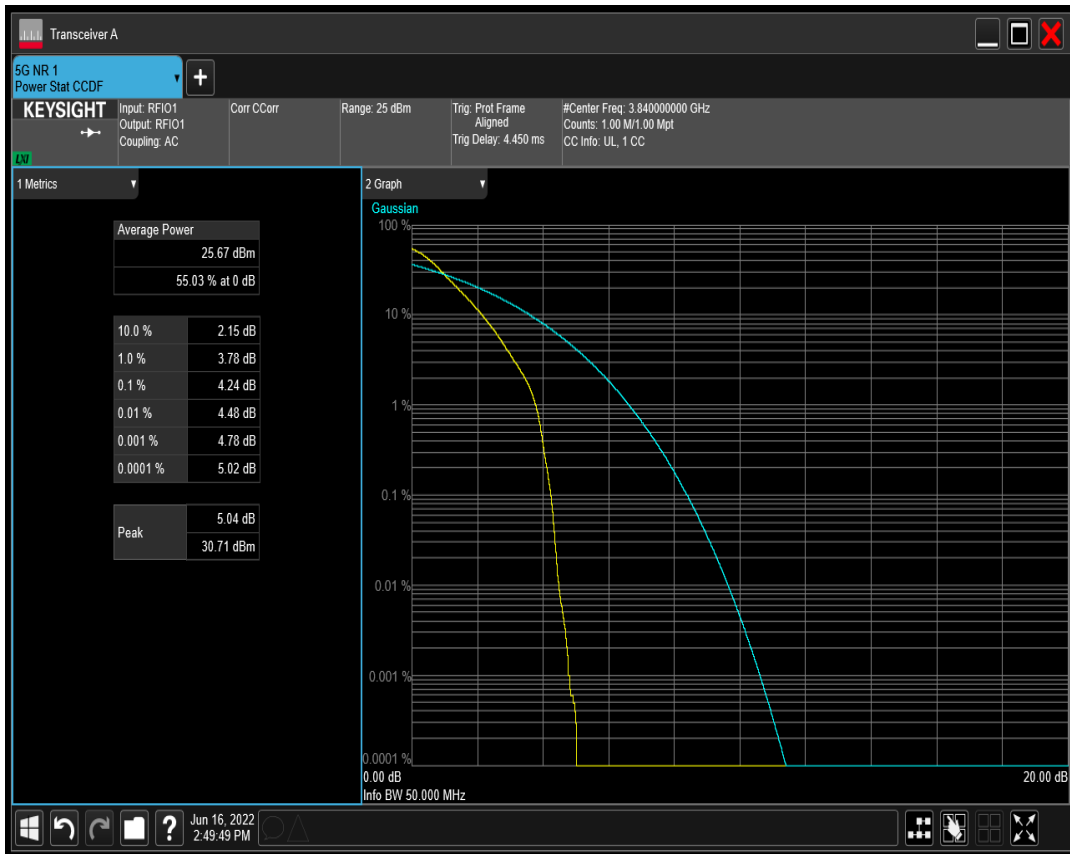 Transceiver A
5G NR 1
Power Stat CCDF
+
KEYSIGHT
LXI
Input: RFIO1
Output: RFIO1
Coupling: AC
Corr CCorr
Range: 25 dBm
Trig: Prot Frame
Aligned
Trig Delay: 4.450 ms
#Center Freq: 3.840000000 GHz
Counts: 1.00 M/1.00 Mpt
CC Info: UL, 1 CC
1 Metrics
Average Power
25.67 dBm
55.03 % at 0 dB
10.0 % 2.15 dB
1.0 % 3.78 dB
0.1 % 4.24 dB
0.01 % 4.48 dB
0.001 % 4.78 dB
0.0001 % 5.02 dB
Peak
5.04 dB
30.71 dBm
2 Graph
Gaussian
100 %
10 %
1 %
0.1 %
0.01 %
0.001 %
0.0001 %
0.00 dB 20.00 dB
Info BW 50.000 MHz
?
Jun 16, 2022
2:49:49 PM